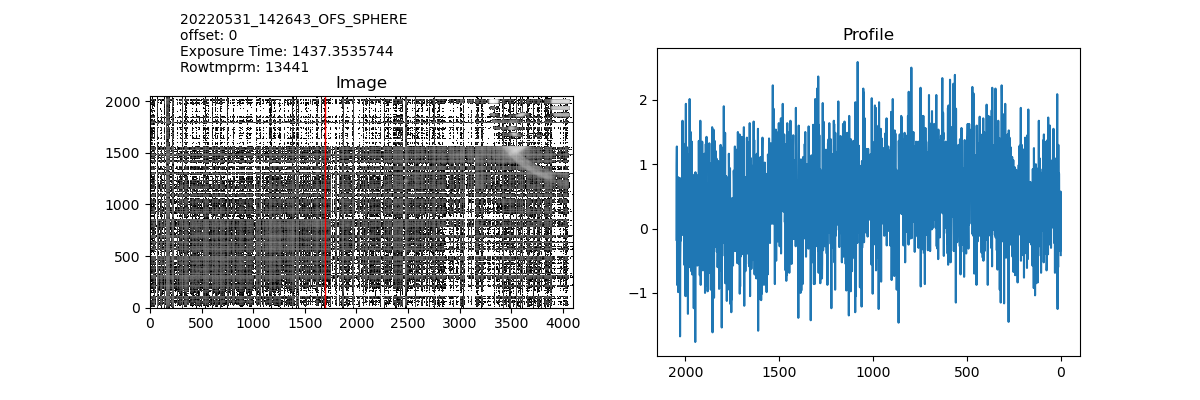 20220531_142643_OFS_SPHERE
offset: 0
Exposure Time: 1437.3535744
Rowtmprm: 13441
Image
2000
1500
1000
500
0
0 500 1000 1500 2000 2500 3000 3500 4000
Profile
2
1
0
−1
2000 1500 1000 500 0